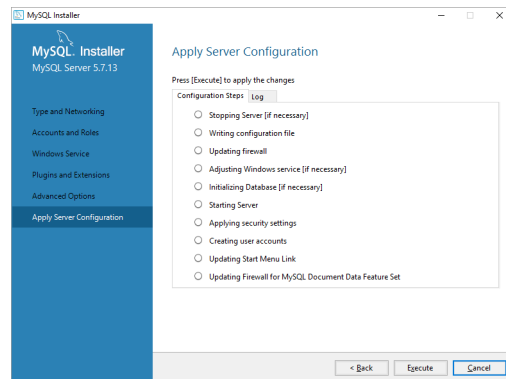 MySQL Installer
MySQL. Installer
MySQL Server 5.7.13
Type and Networking
Accounts and Roles
Windows Service
Plugins and Extensions
Advanced Options
Apply Server Configuration
Apply Server Configuration
Press [Execute] to apply the changes
Configuration Steps Log
Stopping Server [if necessary]
Writing configuration file
Updating firewall
Adjusting Windows service [if necessary]
Initializing Database [if necessary]
Starting Server
Applying security settings
Creating user accounts
Updating Start Menu Link
Updating Firewall for MySQL Document Data Feature Set
< Back Execute Cancel